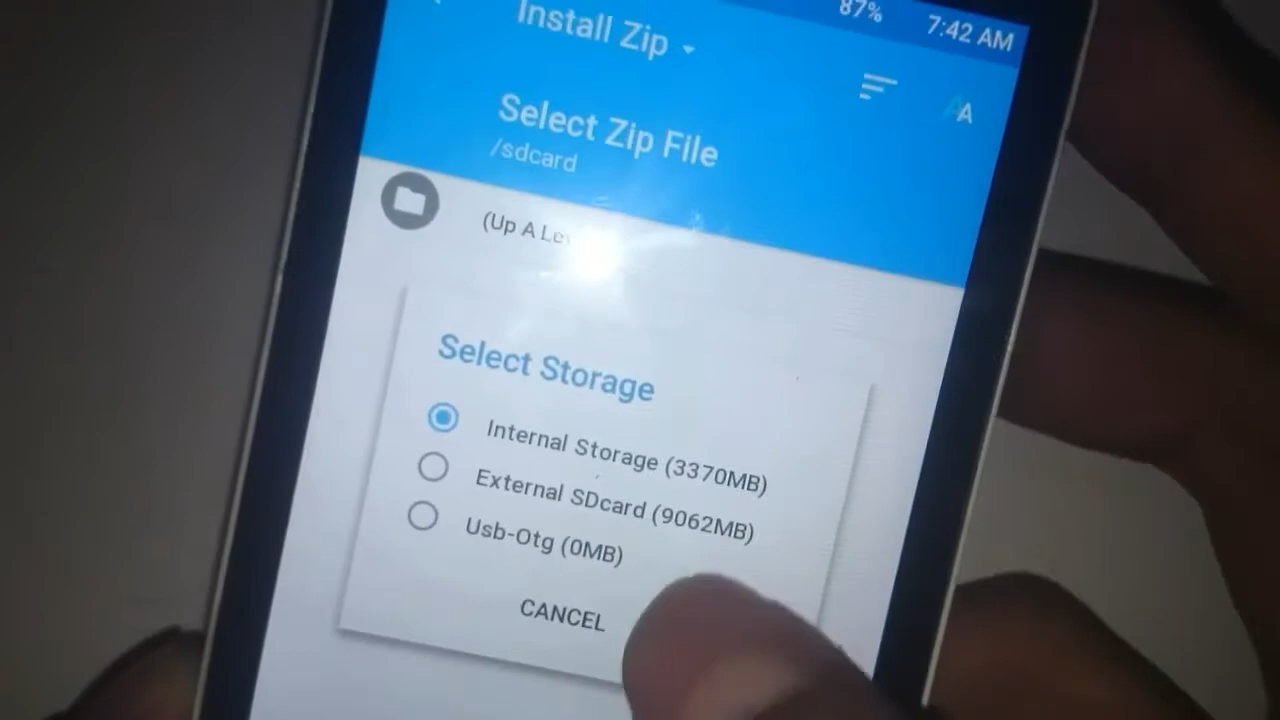 87% 7:42 AM
Install Zip
AA
Select Zip File
/sdcard
(Up A
Select Storage
Internal Storage (3370MB)
External SDcard (9062MB)
Usb-Otg (0MB)
CANCEL